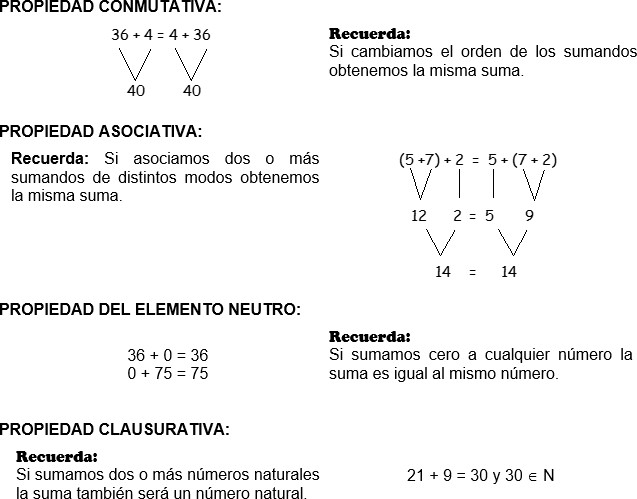 PROPIEDAD CONMUTATIVA:
36 + 4 = 4 + 36
40 40
Recuerda:
Si cambiamos el orden de los sumandos
obtenemos la misma suma.
PROPIEDAD ASOCIATIVA:
Recuerda: Si asociamos dos o más
sumandos de distintos modos obtenemos
la misma suma.
(5 +7) + 2 = 5 + (7 + 2)
12 2 = 5 9
14 = 14
PROPIEDAD DEL ELEMENTO NEUTRO:
36 + 0 = 36
0 + 75 = 75
Recuerda:
Si sumamos cero a cualquier número la
suma es igual al mismo número.
PROPIEDAD CLAUSURATIVA:
Recuerda:
Si sumamos dos o más números naturales
la suma también será un número natural.
21 + 9 = 30 y 30 ∈ N